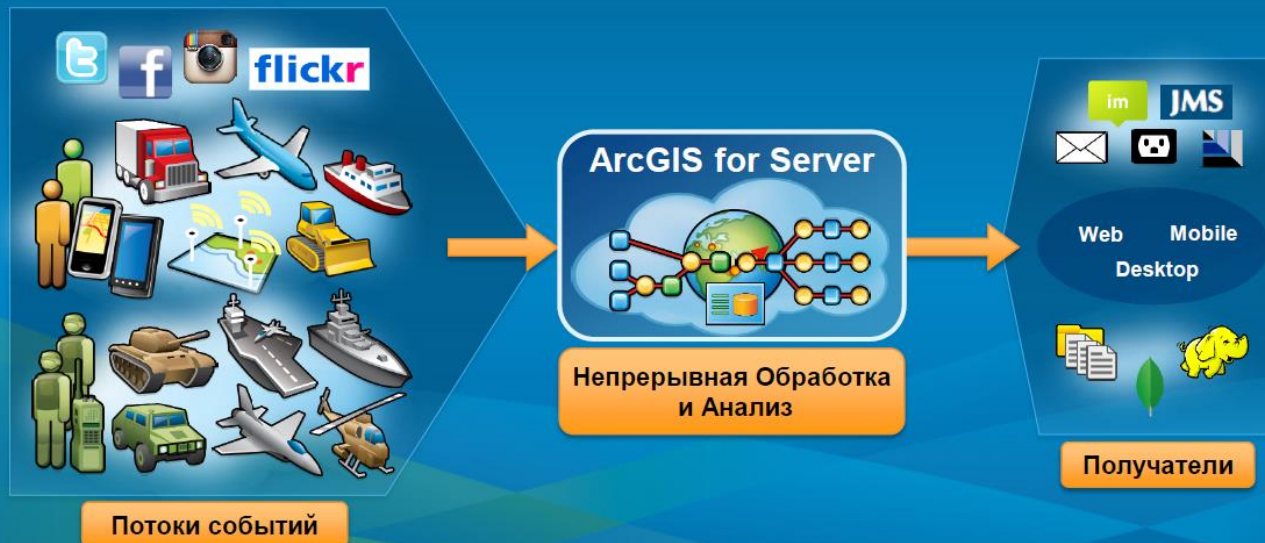 flickr
ArcGIS for Server
Непрерывная Обработка
и Анализ
Потоки событий
im
JMS
Web
Mobile
Desktop
Получатели